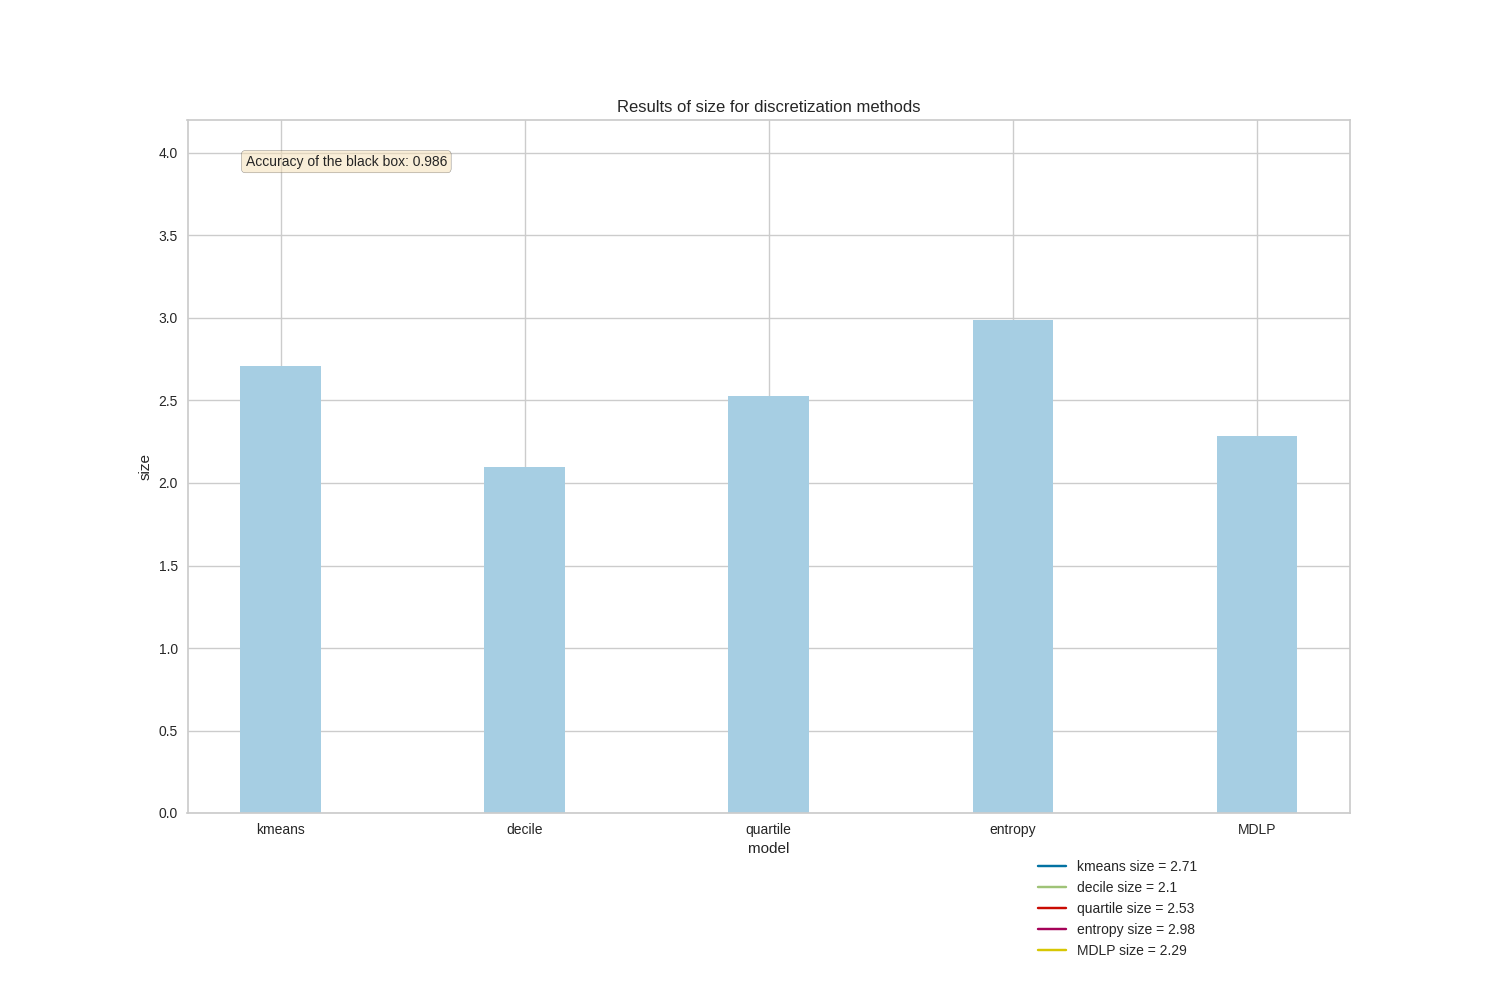 Results of size for discretization methods
Accuracy of the black box: 0.986
4.0
3.5
3.0
2.5
2.0
1.5
1.0
0.5
0.0
size
kmeans decile quartile entropy MDLP
model
kmeans size = 2.71
decile size = 2.1
quartile size = 2.53
entropy size = 2.98
MDLP size = 2.29